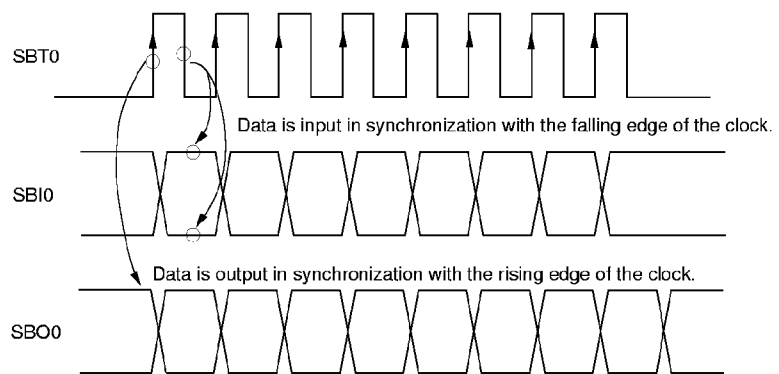 SBT0
Data is input in synchronization with the falling edge of the clock.
SBI0
Data is output in synchronization with the rising edge of the clock.
SBO0